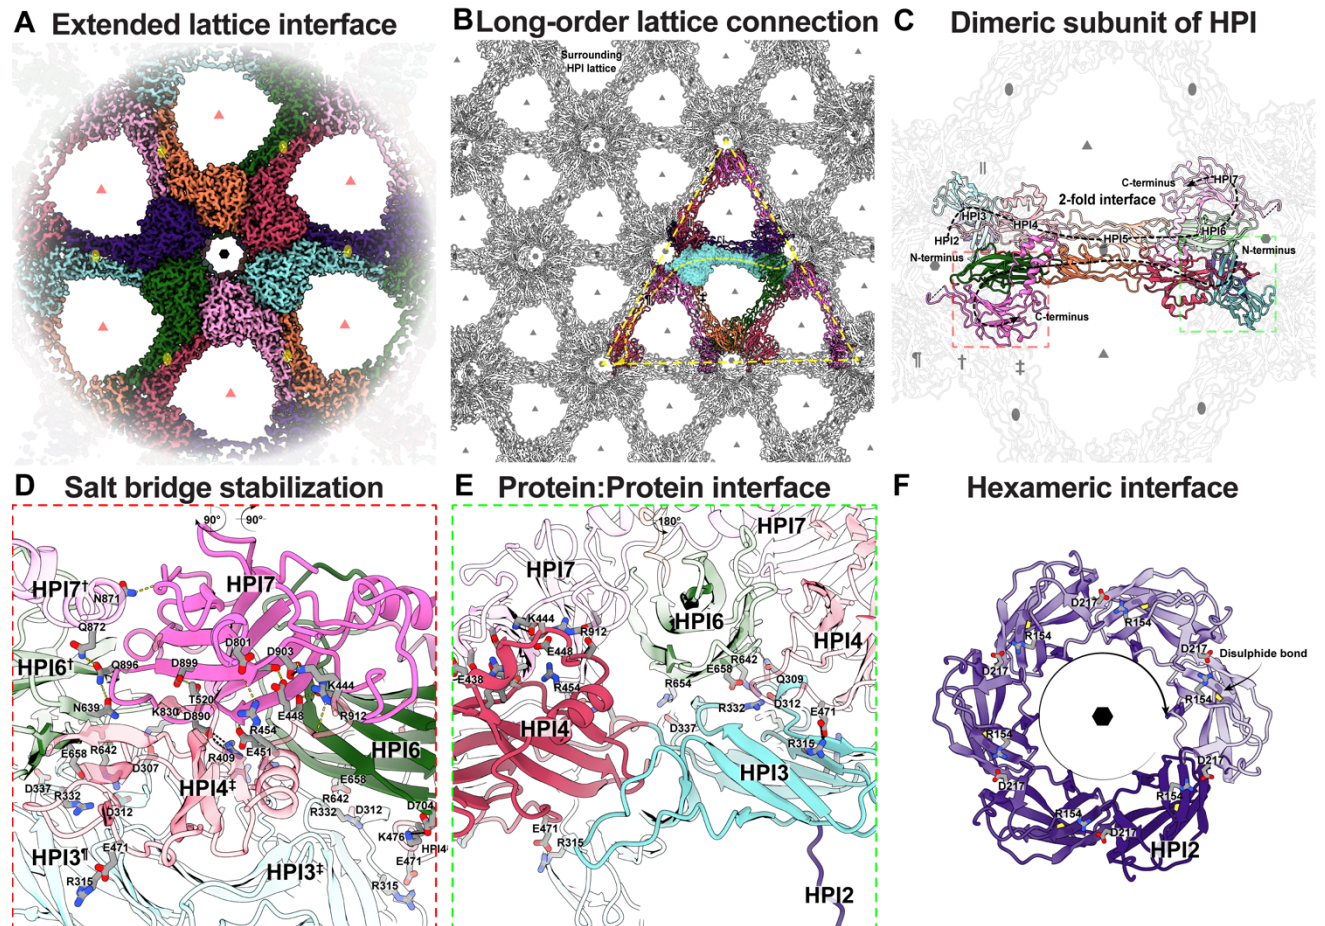 A Extended lattice interface
B Long-order lattice connection
Surrounding
HPI lattice
¶
‡
C Dimeric subunit of HPI
||
C-terminus
HPI7
2-fold interface
HPI3
HPI4
HPI2
HPI5
HPI6
N-terminus
N-terminus
C-terminus
¶
†
‡
D Salt bridge stabilization
90°
90°
HPI7†
N871
HPI7
Q872
D801
HPI6†
Q896
D899
D903
T520
K444
N639
K830
D890
E448
R912
R454
E658
R642
R409
E451
HPI6
D307
HPI4‡
E658
D337
R332
R642
D312
R332
D312
D704
K476
HPI4
HPI3¶
E471
HPI3‡
E471
R315
R315
E Protein:Protein interface
180°
HPI7
HPI7
K444
R912
HPI6
E448
HPI4
E438
R454
R642
E658
Q309
R654
R332
D312
E471
HPI4
D337
R315
HPI3
E471
R315
HPI2
F Hexameric interface
D217
R154
D217
R154
D217
Disulphide bond
R154
D217
R154
D217
R154
R154
D217
HPI2